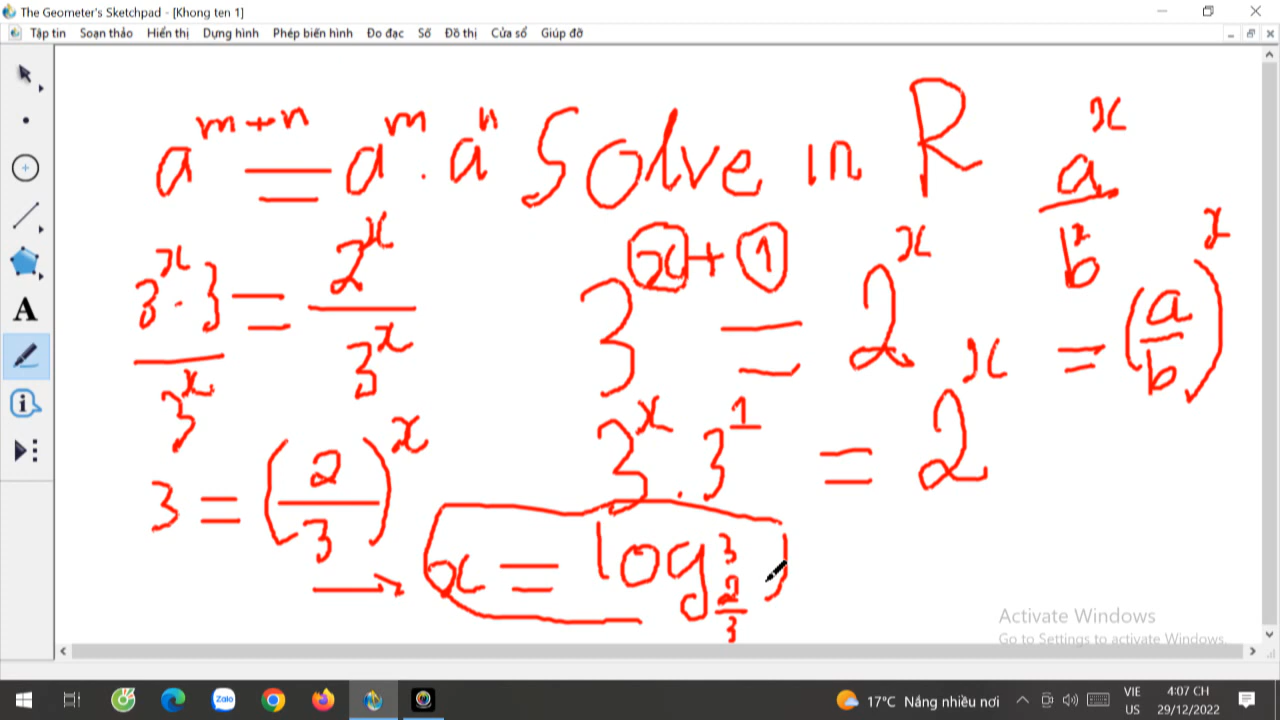 The Geometer's Sketchpad - [Khong ten 1]
Tập tin Soạn thảo Hiển thị Dựng hình Phép biến hình Đo đạc Số Đồ thị Cửa sổ Giúp đỡ
a^{m+n} = a^m . a^n Solve in R
a^x / b^x = (a/b)^x
3^{x+1} = 2^x
3^x . 3^1 = 2^x
3^x . 3 / 3^x = 2^x / 3^x
3 = (2/3)^x
→ x = log_{2/3} 3
Activate Windows
Go to Settings to activate Windows.
Zalo
17°C Nắng nhiều nơi
VIE
US
4:07 CH
29/12/2022